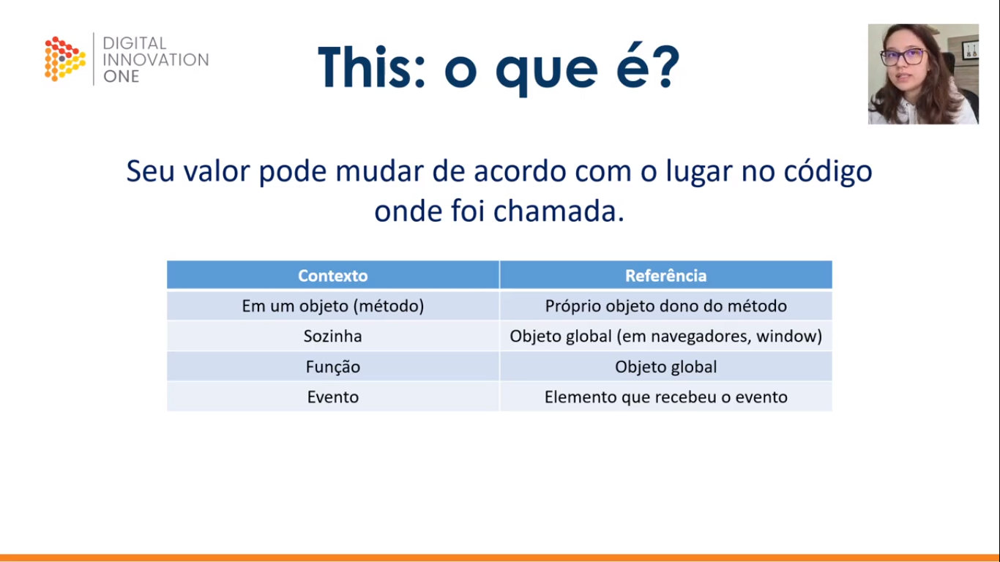 DIGITAL
INNOVATION
ONE
This: o que é?
Seu valor pode mudar de acordo com o lugar no código
onde foi chamada.
Contexto Referência
Em um objeto (método) Próprio objeto dono do método
Sozinha Objeto global (em navegadores, window)
Função Objeto global
Evento Elemento que recebeu o evento